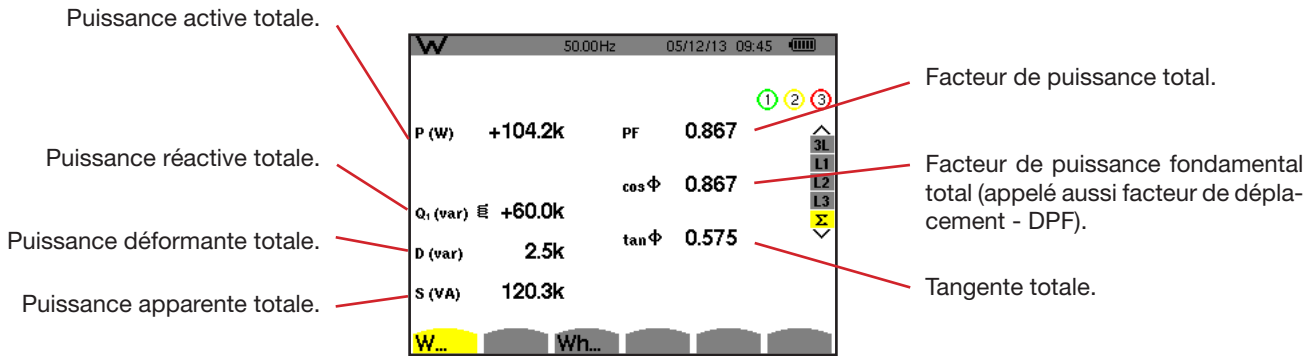 Puissance active totale.
W 50.00Hz 05/12/13 09:45
Facteur de puissance total.
1 2 3
P (W) +104.2k PF 0.867
3L
L1
L2
L3
Σ
Puissance réactive totale.
cos Φ 0.867
Facteur de puissance fondamental
total (appelé aussi facteur de dépla-
cement - DPF).
Q₁ (var) +60.0k
Puissance déformante totale.
D (var) 2.5k
tan Φ 0.575
Puissance apparente totale.
S (VA) 120.3k
Tangente totale.
W... Wh...